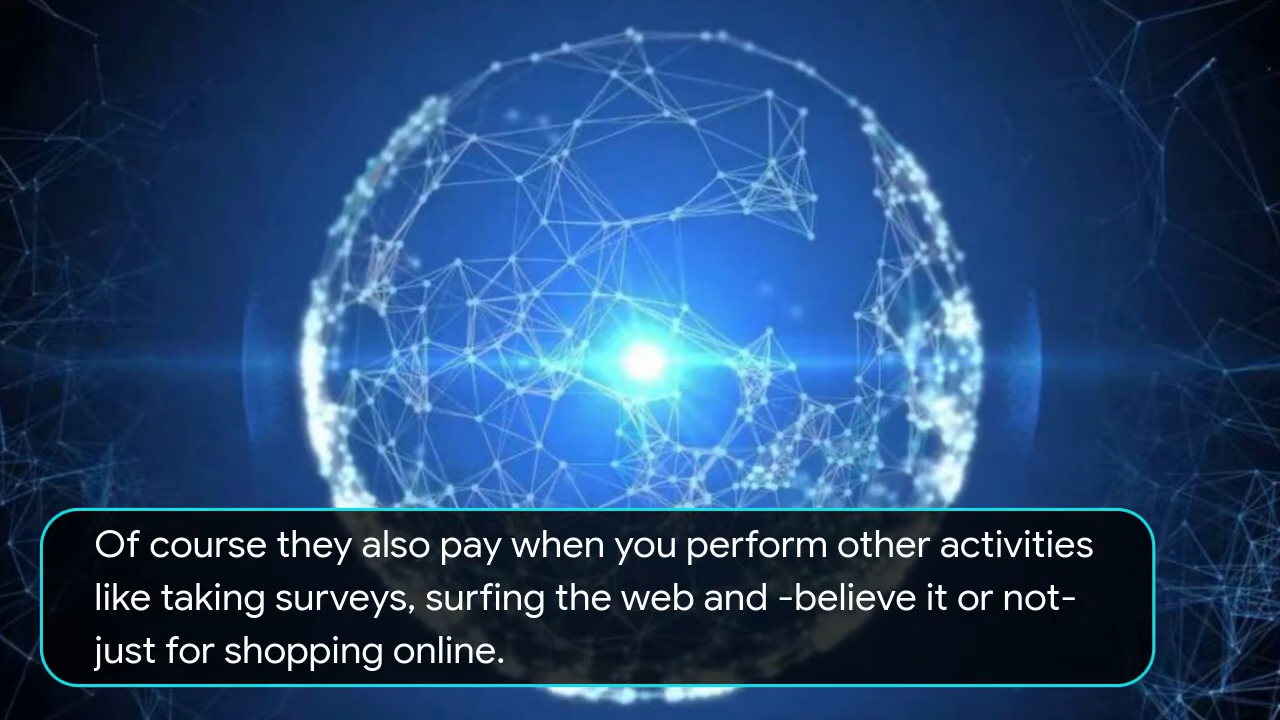 Of course they also pay when you perform other activities
like taking surveys, surfing the web and -believe it or not-
just for shopping online.